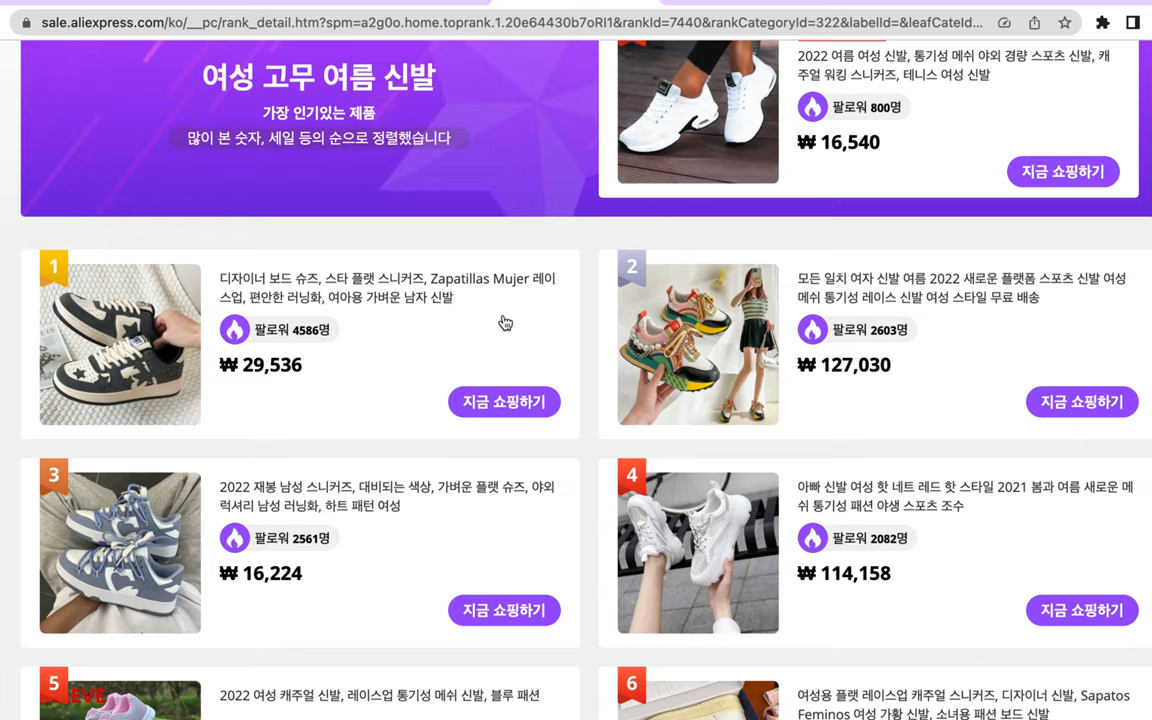 sale.aliexpress.com/ko/__pc/rank_detail.htm?spm=a2g0o.home.toprank.1.20e64430b7oRl1&rankId=7440&rankCategoryId=322&labelId=&leafCateId...
여성 고무 여름 신발
가장 인기있는 제품
많이 본 숫자, 세일 등의 순으로 정렬했습니다
2022 여름 여성 신발, 통기성 메쉬 야외 경량 스포츠 신발, 캐
주얼 워킹 스니커즈, 테니스 여성 신발
팔로워 800명
₩ 16,540
지금 쇼핑하기
1
디자이너 보드 슈즈, 스타 플랫 스니커즈, Zapatillas Mujer 레이
스업, 편안한 러닝화, 여아용 가벼운 남자 신발
팔로워 4586명
₩ 29,536
지금 쇼핑하기
2
모든 일치 여자 신발 여름 2022 새로운 플랫폼 스포츠 신발 여성
메쉬 통기성 레이스 신발 여성 스타일 무료 배송
팔로워 2603명
₩ 127,030
지금 쇼핑하기
3
2022 재봉 남성 스니커즈, 대비되는 색상, 가벼운 플랫 슈즈, 야외
럭셔리 남성 러닝화, 하트 패턴 여성
팔로워 2561명
₩ 16,224
지금 쇼핑하기
4
아빠 신발 여성 핫 네트 레드 핫 스타일 2021 봄과 여름 새로운 메
쉬 통기성 패션 야생 스포츠 조수
팔로워 2082명
₩ 114,158
지금 쇼핑하기
5
EVE
2022 여성 캐주얼 신발, 레이스업 통기성 메쉬 신발, 블루 패션
6
여성용 플랫 레이스업 캐주얼 스니커즈, 디자이너 신발, Sapatos
Feminos 여성 가황 신발, 소녀용 패션 보드 신발